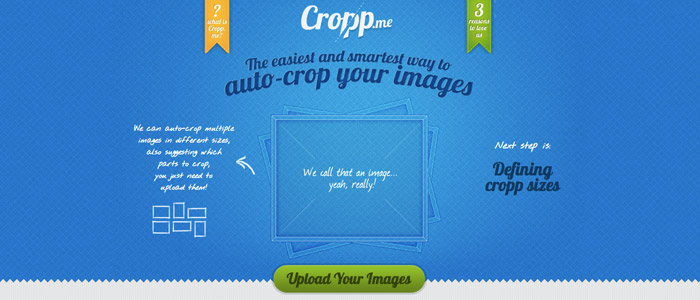 ?
what is
Cropp.
me?
Cropp.me
3
reasons
to love
us
The easiest and smartest way to
auto-crop your images
We can auto-crop multiple
images in different sizes,
also suggesting which
parts to crop,
you just need to
upload them!
We call that an image...
yeah, really!
Next step is:
Defining
cropp sizes
Upload Your Images